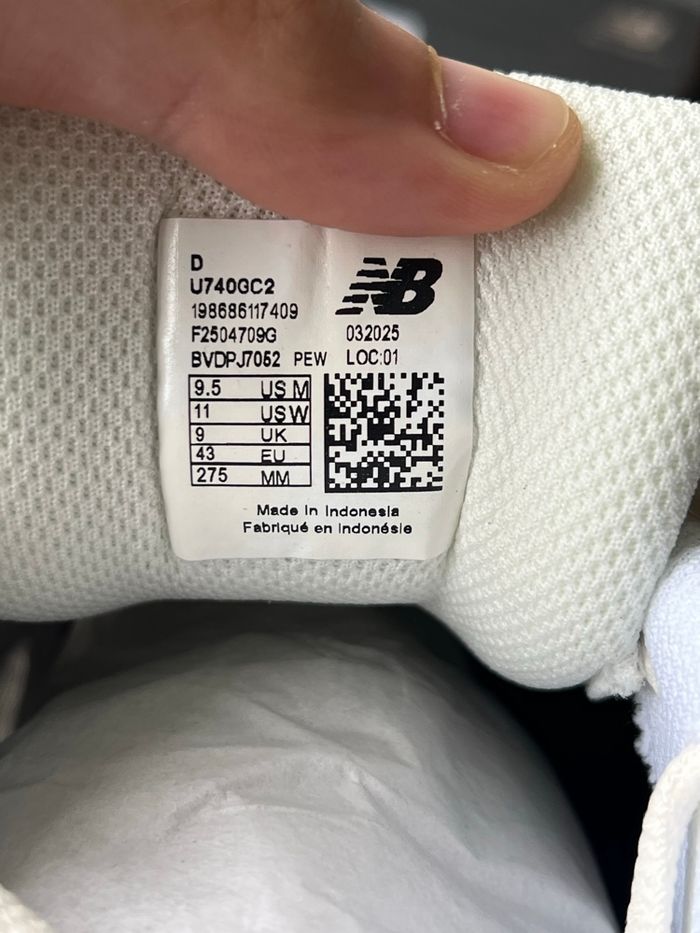 D
U740GC2
198686117409
F2504709G
BVDPJ7052 PEW
NB
032025
LOC:01
9.5 US M
11 US W
9 UK
43 EU
275 MM
Made in Indonesia
Fabriqué en Indonésie